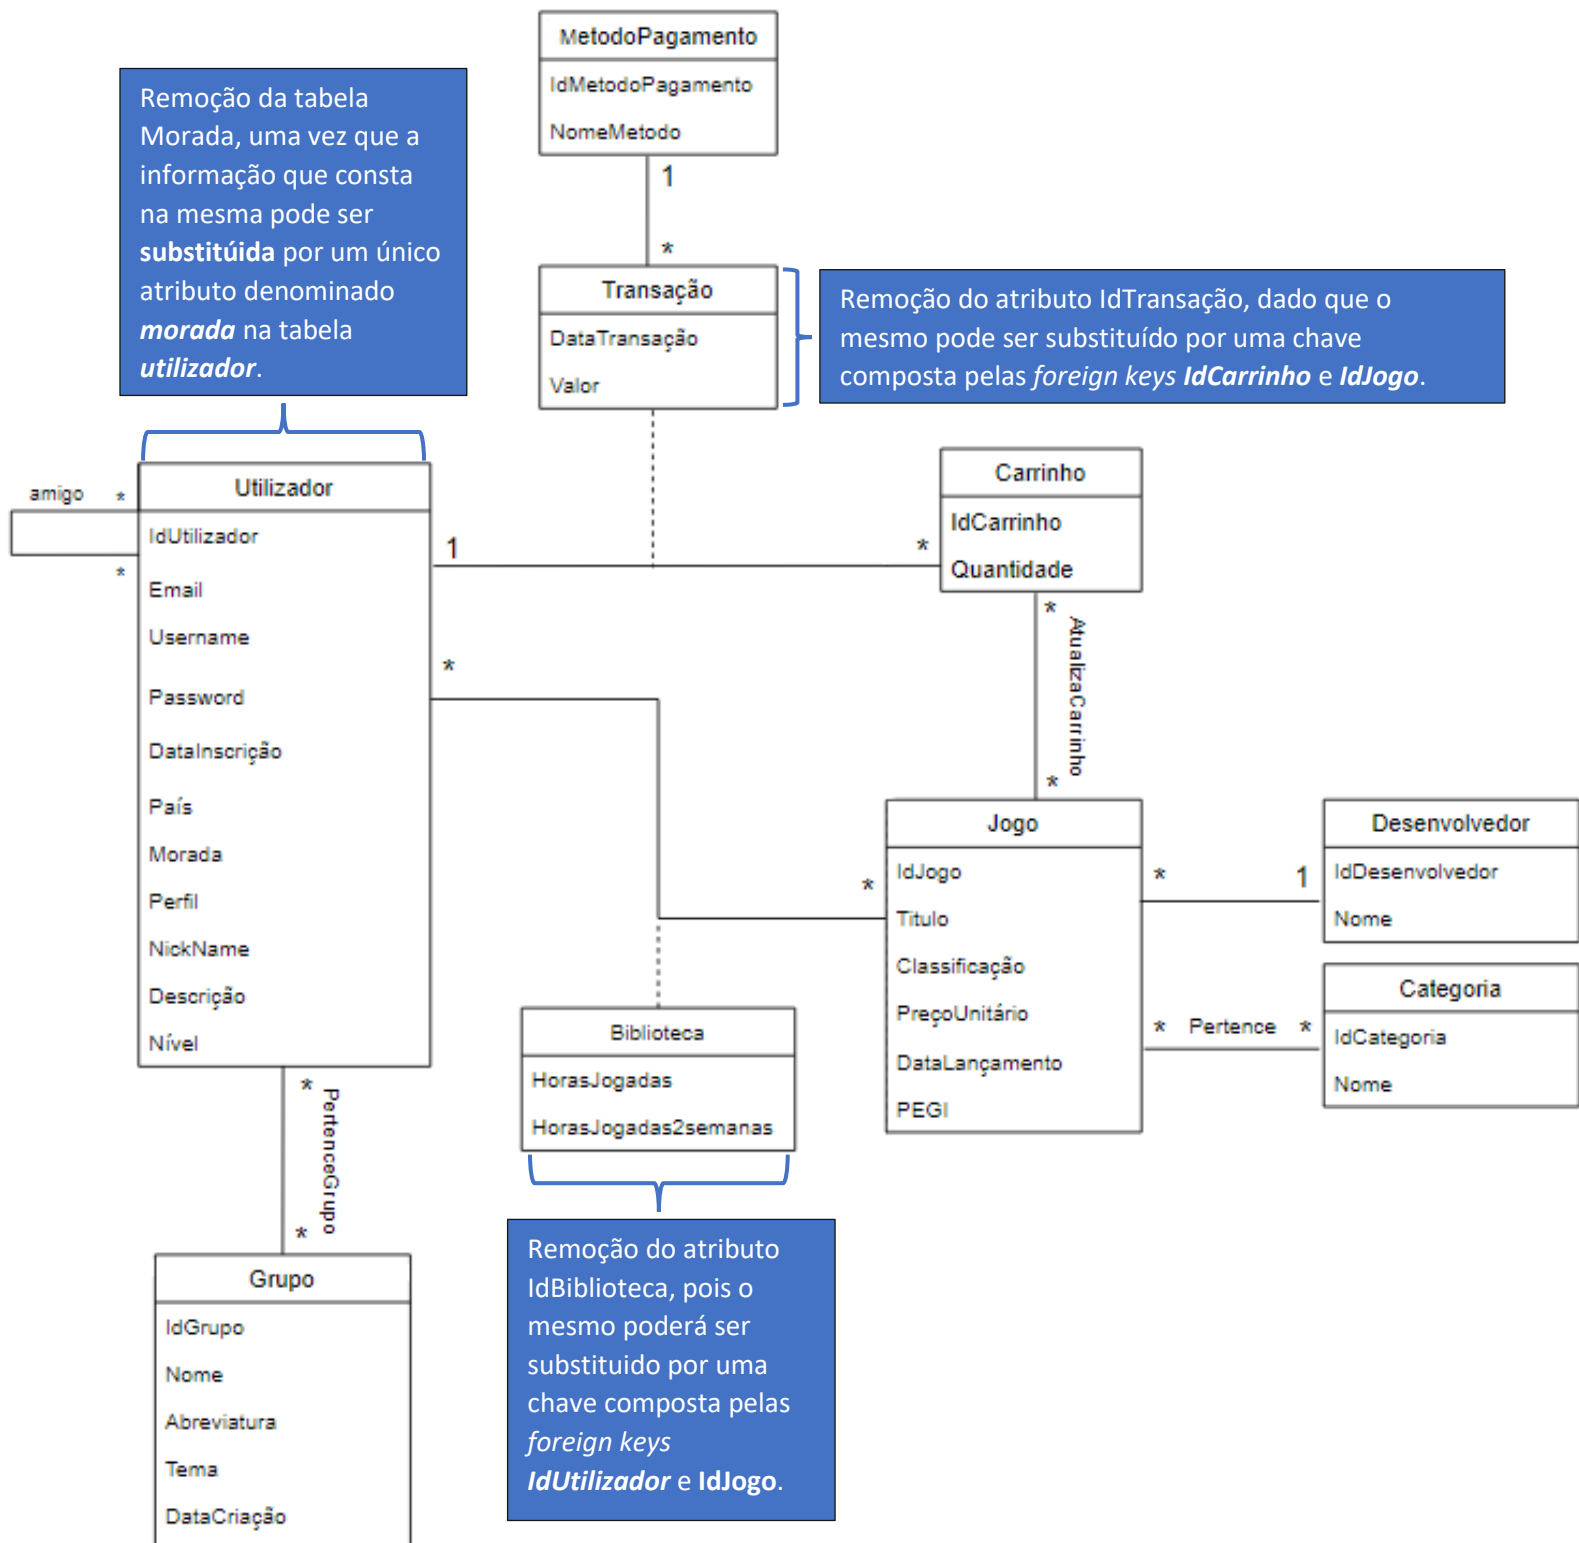 MetodoPagamento
IdMetodoPagamento
NomeMetodo
1
*
Remoção da tabela
Morada, uma vez que a
informação que consta
na mesma pode ser
substitúida por um único
atributo denominado
morada na tabela
utilizador.
Transação
DataTransação
Valor
Remoção do atributo IdTransação, dado que o
mesmo pode ser substituído por uma chave
composta pelas foreign keys IdCarrinho e IdJogo.
amigo
*
*
Utilizador
IdUtilizador
Email
Username
Password
DataInscrição
País
Morada
Perfil
NickName
Descrição
Nível
1
*
Carrinho
IdCarrinho
Quantidade
*
AtualizaCarrinho
*
*
*
Jogo
IdJogo
Titulo
Classificação
PreçoUnitário
DataLançamento
PEGI
*
1
Desenvolvedor
IdDesenvolvedor
Nome
* Pertence *
Categoria
IdCategoria
Nome
Biblioteca
HorasJogadas
HorasJogadas2semanas
Remoção do atributo
IdBiblioteca, pois o
mesmo poderá ser
substituido por uma
chave composta pelas
foreign keys
IdUtilizador e IdJogo.
*
PertenceGrupo
*
Grupo
IdGrupo
Nome
Abreviatura
Tema
DataCriação